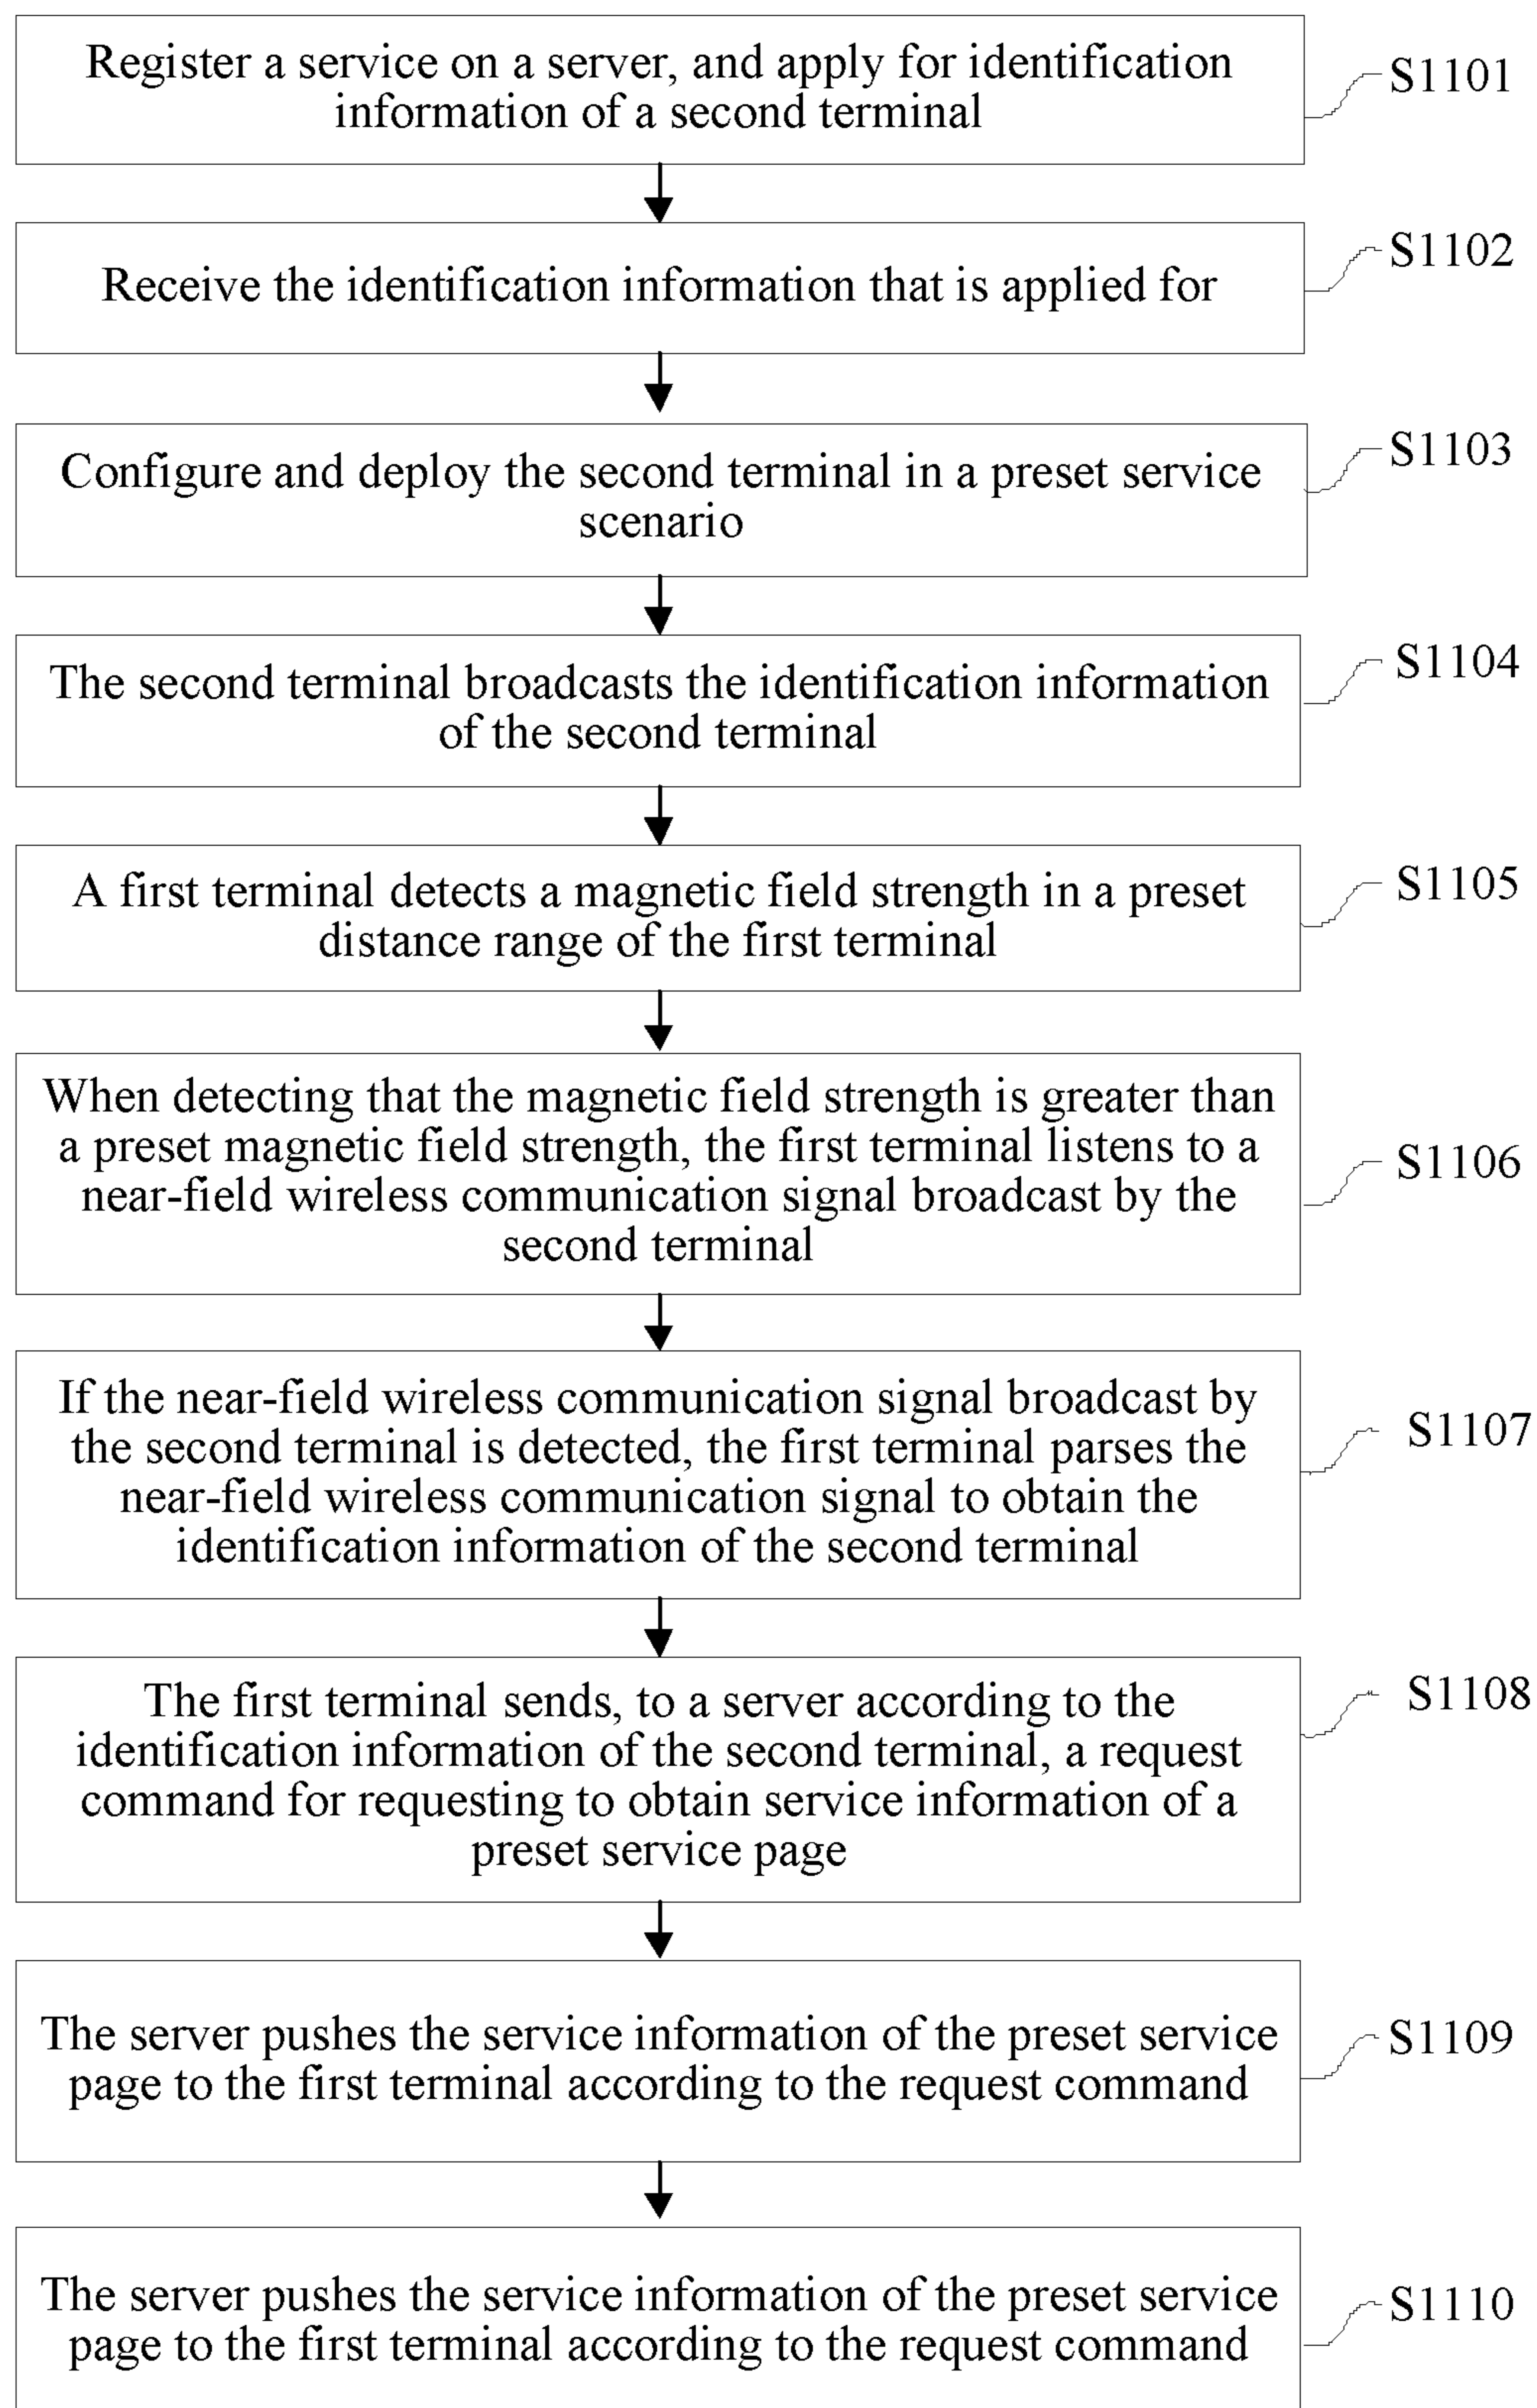 Register a service on a server, and apply for identification
information of a second terminal
S1101
Receive the identification information that is applied for
S1102
Configure and deploy the second terminal in a preset service
scenario
S1103
The second terminal broadcasts the identification information
of the second terminal
S1104
A first terminal detects a magnetic field strength in a preset
distance range of the first terminal
S1105
When detecting that the magnetic field strength is greater than
a preset magnetic field strength, the first terminal listens to a
near-field wireless communication signal broadcast by the
second terminal
S1106
If the near-field wireless communication signal broadcast by
the second terminal is detected, the first terminal parses the
near-field wireless communication signal to obtain the
identification information of the second terminal
S1107
The first terminal sends, to a server according to the
identification information of the second terminal, a request
command for requesting to obtain service information of a
preset service page
S1108
The server pushes the service information of the preset service
page to the first terminal according to the request command
S1109
The server pushes the service information of the preset service
page to the first terminal according to the request command
S1110